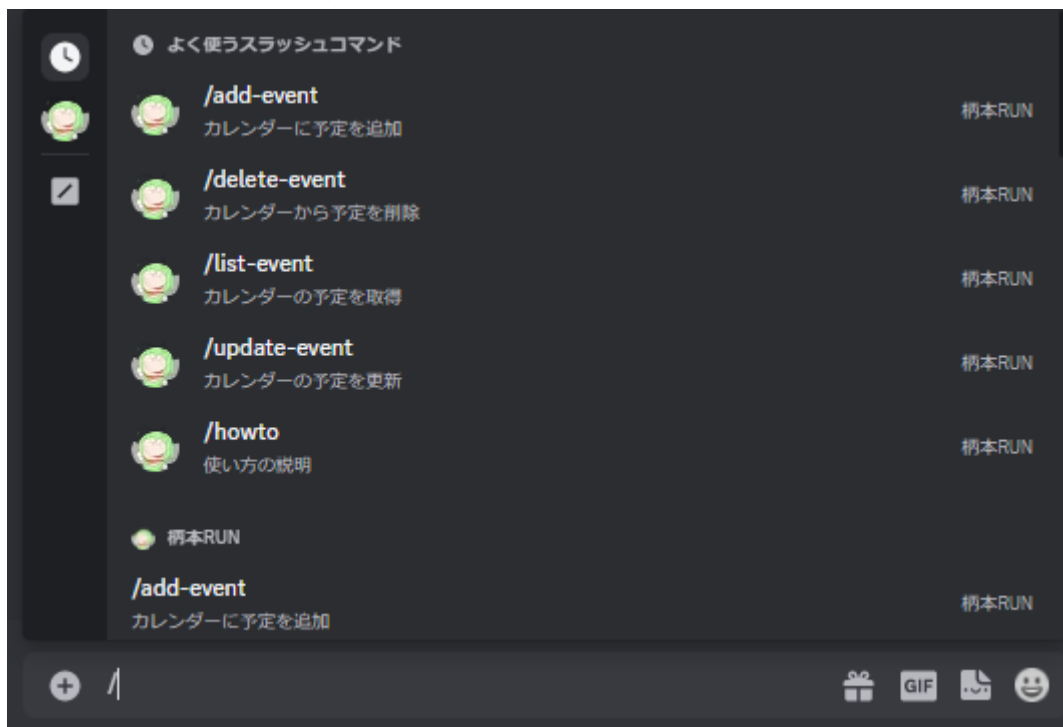 よく使うスラッシュコマンド
/add-event
カレンダーに予定を追加
柄本RUN
/delete-event
カレンダーから予定を削除
柄本RUN
/list-event
カレンダーの予定を取得
柄本RUN
/update-event
カレンダーの予定を更新
柄本RUN
/howto
使い方の説明
柄本RUN
柄本RUN
/add-event
カレンダーに予定を追加
柄本RUN
/
GIF